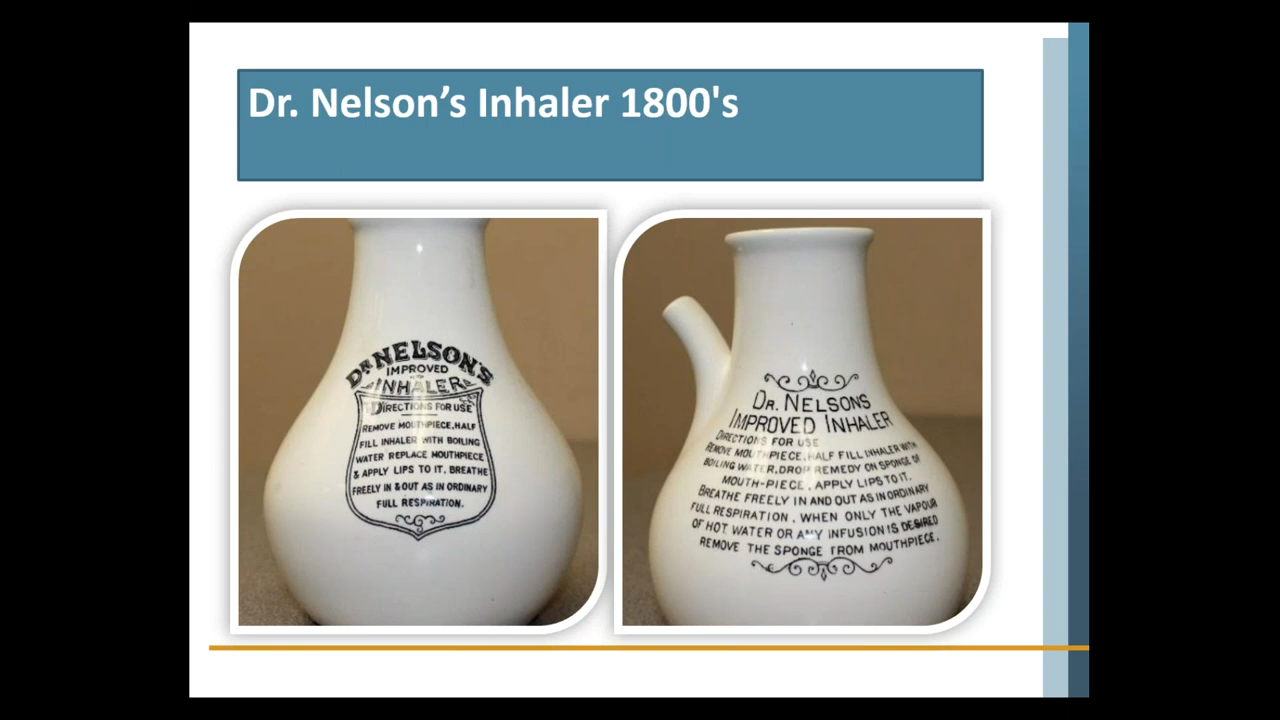 Dr. Nelson’s Inhaler 1800's
DR NELSON'S
IMPROVED
INHALER
DIRECTIONS FOR USE
REMOVE MOUTHPIECE, HALF
FILL INHALER WITH BOILING
WATER REPLACE MOUTHPIECE
& APPLY LIPS TO IT. BREATHE
FREELY IN & OUT AS IN ORDINARY
FULL RESPIRATION.
DR. NELSONS
IMPROVED INHALER
DIRECTIONS FOR USE
REMOVE MOUTHPIECE, HALF FILL INHALER WITH
BOILING WATER, DROP REMEDY ON SPONGE OF
MOUTH-PIECE, APPLY LIPS TO IT.
BREATHE FREELY IN AND OUT AS IN ORDINARY
FULL RESPIRATION, WHEN ONLY THE VAPOUR
OF HOT WATER OR ANY INFUSION IS DESIRED
REMOVE THE SPONGE FROM MOUTHPIECE.